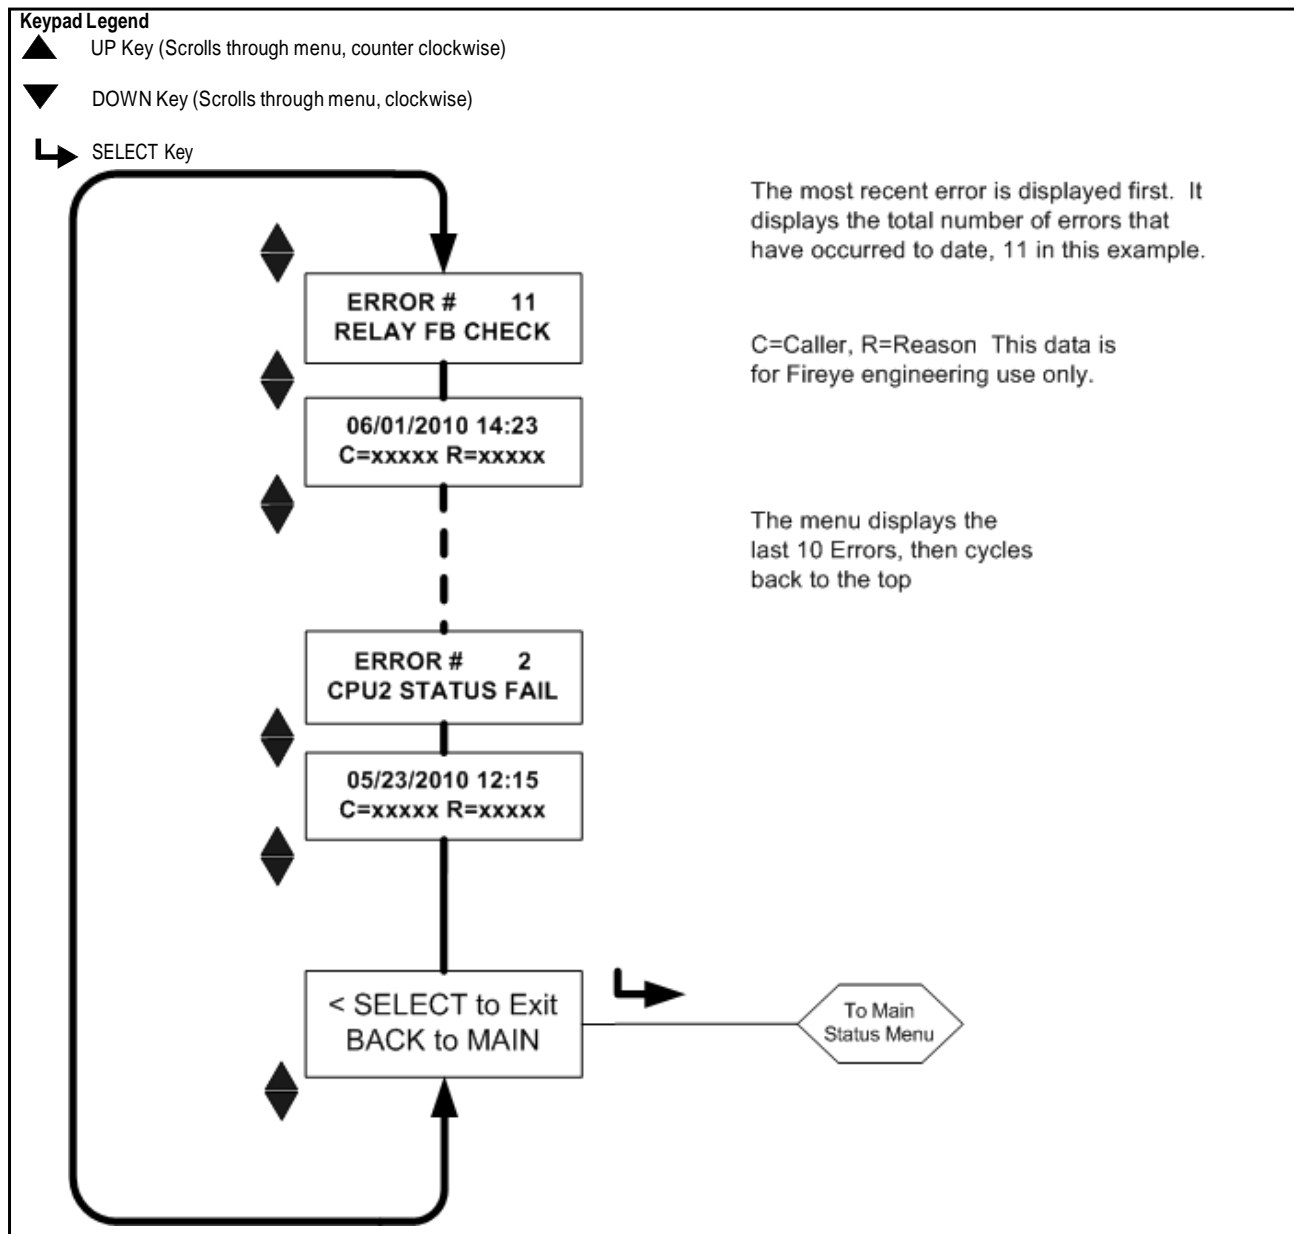 Keypad Legend
UP Key (Scrolls through menu, counter clockwise)
DOWN Key (Scrolls through menu, clockwise)
SELECT Key
The most recent error is displayed first. It
displays the total number of errors that
have occurred to date, 11 in this example.
ERROR # 11
RELAY FB CHECK
C=Caller, R=Reason This data is
for Fireye engineering use only.
06/01/2010 14:23
C=xxxxx R=xxxxx
The menu displays the
last 10 Errors, then cycles
back to the top
ERROR # 2
CPU2 STATUS FAIL
05/23/2010 12:15
C=xxxxx R=xxxxx
< SELECT to Exit
BACK to MAIN
To Main
Status Menu